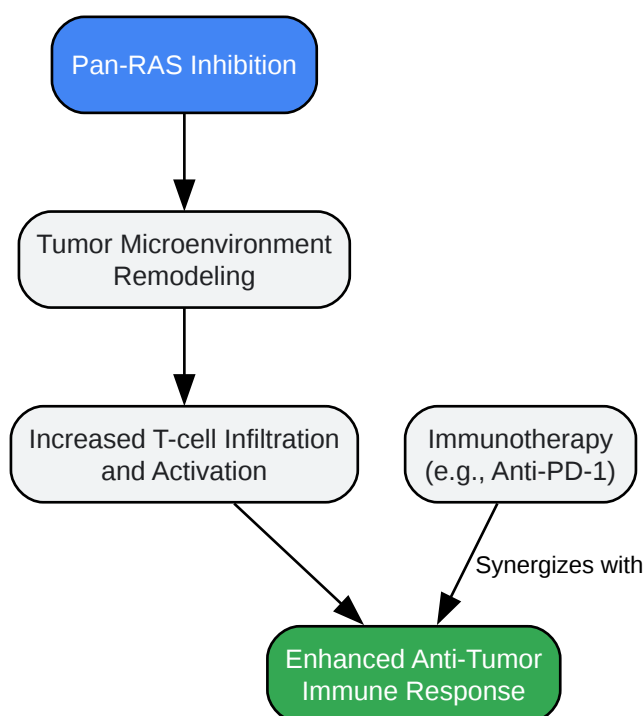 Pan-RAS Inhibition
Tumor Microenvironment
Remodeling
Increased T-cell Infiltration
and Activation
Immunotherapy
(e.g., Anti-PD-1)
Synergizes with
Enhanced Anti-Tumor
Immune Response